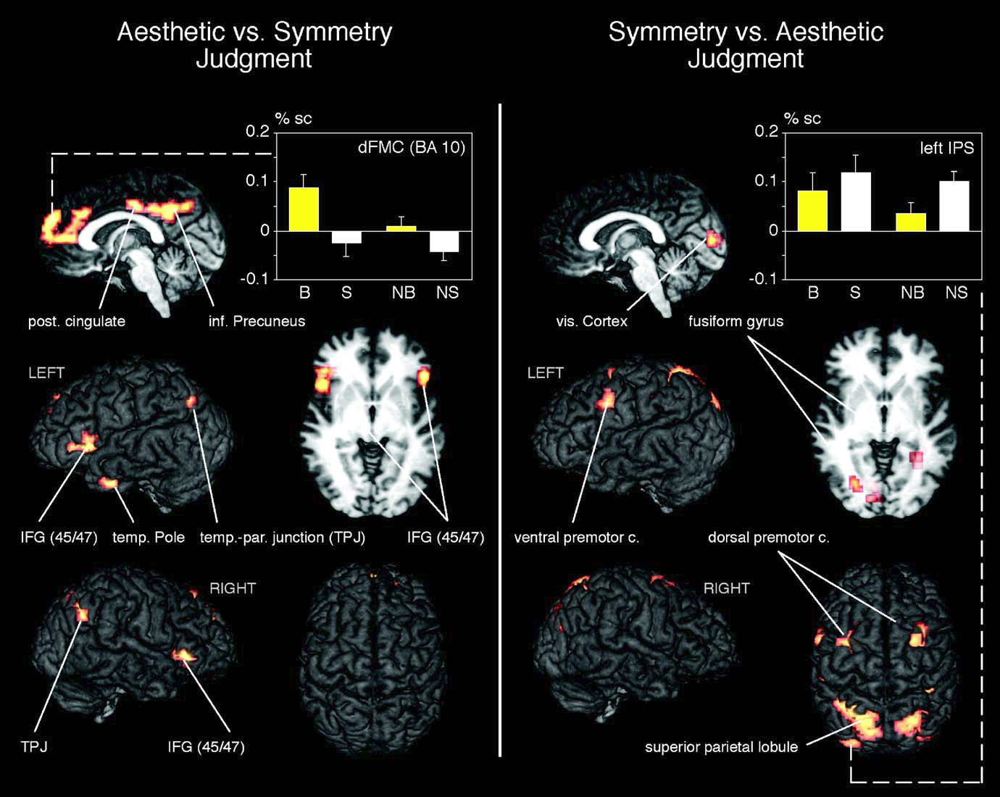 Aesthetic vs. Symmetry
Judgment
% sc
0.2
0.1
0
-0.1
dFMC (BA 10)
B S NB NS
post. cingulate
inf. Precuneus
LEFT
IFG (45/47)
temp. Pole
temp.-par. junction (TPJ)
IFG (45/47)
RIGHT
TPJ
IFG (45/47)
Symmetry vs. Aesthetic
Judgment
% sc
0.2
0.1
0
-0.1
left IPS
B S NB NS
vis. Cortex
fusiform gyrus
LEFT
ventral premotor c.
dorsal premotor c.
RIGHT
superior parietal lobule